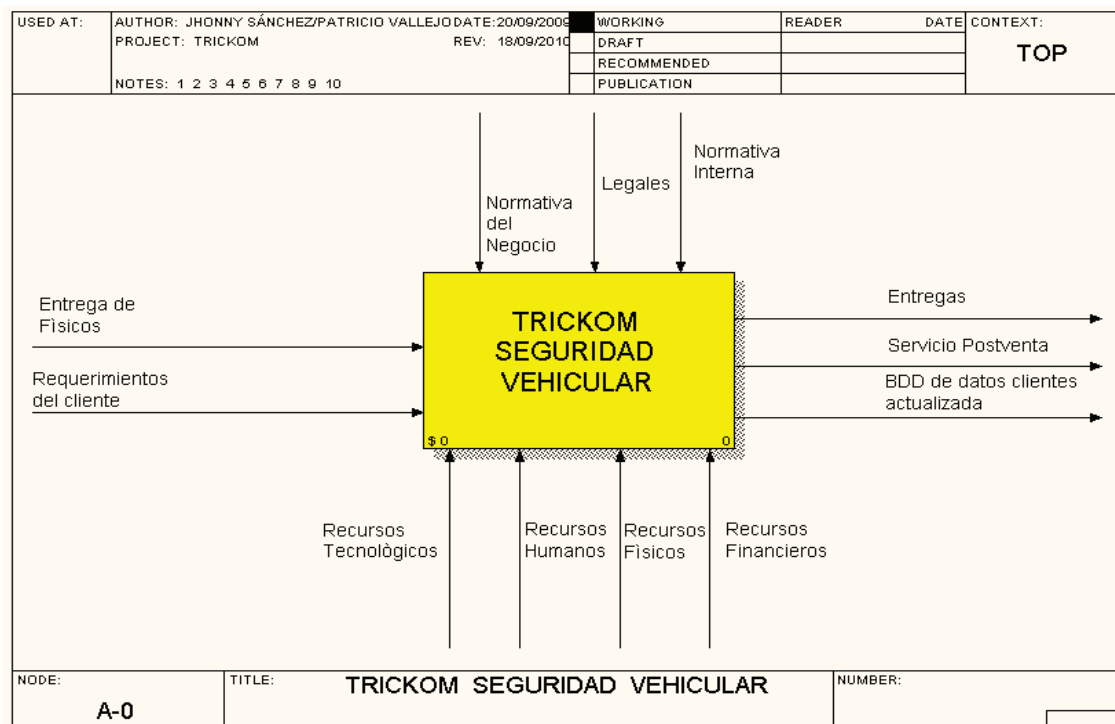 USED AT:
AUTHOR: JHONNY SÁNCHEZ/PATRICIO VALLEJO DATE: 20/09/2009
PROJECT: TRICKOM REV: 18/09/2010
NOTES: 1 2 3 4 5 6 7 8 9 10
WORKING
DRAFT
RECOMMENDED
PUBLICATION
READER DATE
CONTEXT:
TOP
Normativa
del
Negocio
Legales
Normativa
Interna
Entrega de
Fìsicos
Requerimientos
del cliente
TRICKOM
SEGURIDAD
VEHICULAR
$ 0
0
Entregas
Servicio Postventa
BDD de datos clientes
actualizada
Recursos
Tecnològicos
Recursos
Humanos
Recursos
Fìsicos
Recursos
Financieros
NODE:
A-0
TITLE:
TRICKOM SEGURIDAD VEHICULAR
NUMBER: